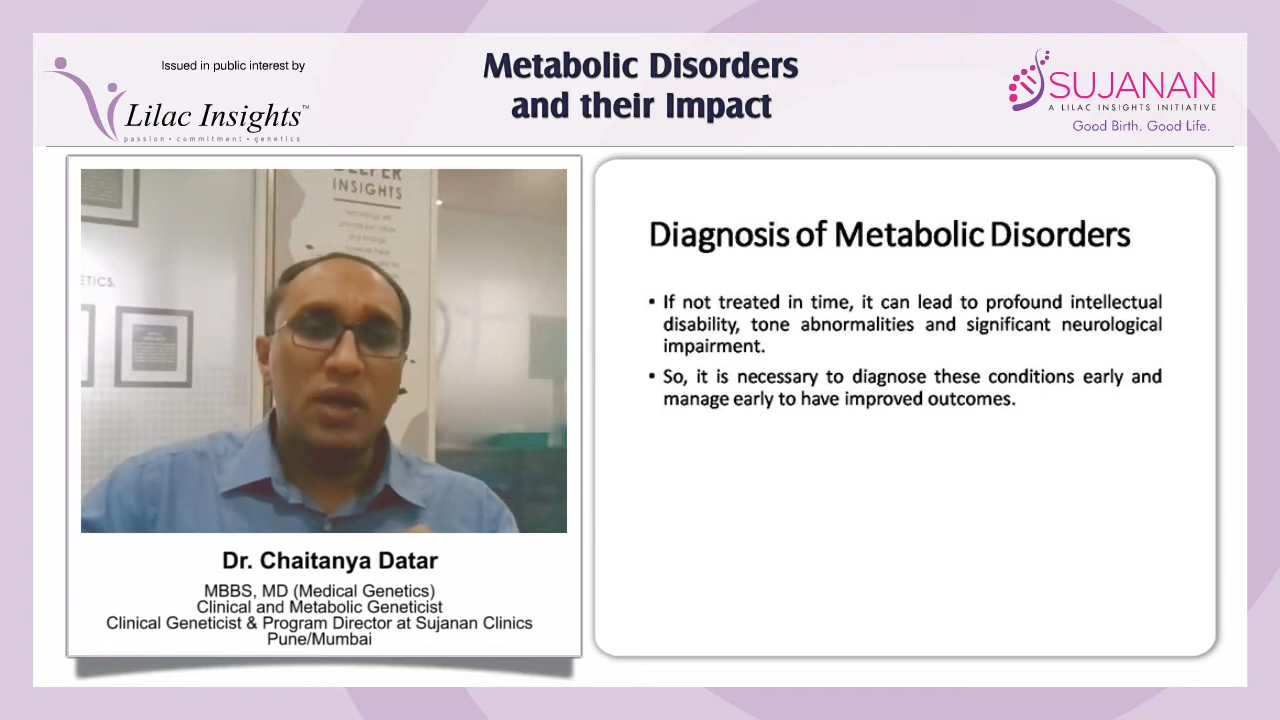 Issued in public interest by
Lilac Insights™
passion • commitment • genetics
Metabolic Disorders
and their Impact
SUJANAN
A LILAC INSIGHTS INITIATIVE
Good Birth. Good Life.
DEEPER
INSIGHTS
ETICS.
Dr. Chaitanya Datar
MBBS, MD (Medical Genetics)
Clinical and Metabolic Geneticist
Clinical Geneticist & Program Director at Sujanan Clinics
Pune/Mumbai
Diagnosis of Metabolic Disorders
▪ If not treated in time, it can lead to profound intellectual
disability, tone abnormalities and significant neurological
impairment.
▪ So, it is necessary to diagnose these conditions early and
manage early to have improved outcomes.